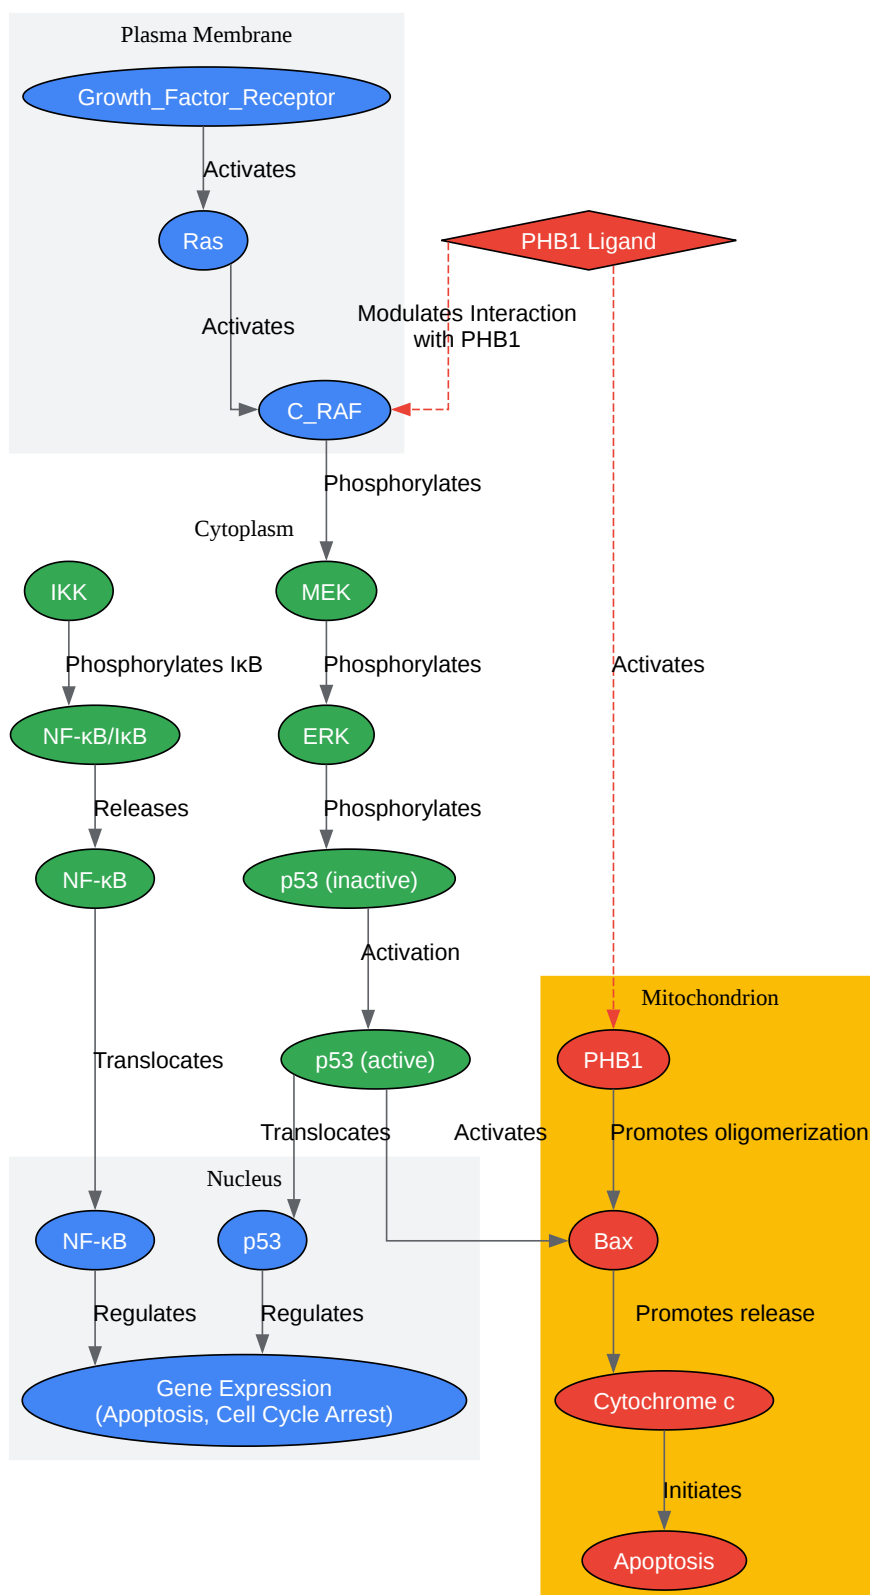 Plasma Membrane
Growth_Factor_Receptor
Activates
Ras
PHB1 Ligand
Activates
Modulates Interaction
with PHB1
C_RAF
Phosphorylates
Cytoplasm
IKK
MEK
Phosphorylates IκB
Phosphorylates
Activates
NF-κB/IκB
ERK
Releases
Phosphorylates
NF-κB
p53 (inactive)
Activation
Mitochondrion
Translocates
p53 (active)
PHB1
Translocates
Activates
Promotes oligomerization
Nucleus
NF-κB
p53
Bax
Regulates
Regulates
Promotes release
Gene Expression
(Apoptosis, Cell Cycle Arrest)
Cytochrome c
Initiates
Apoptosis